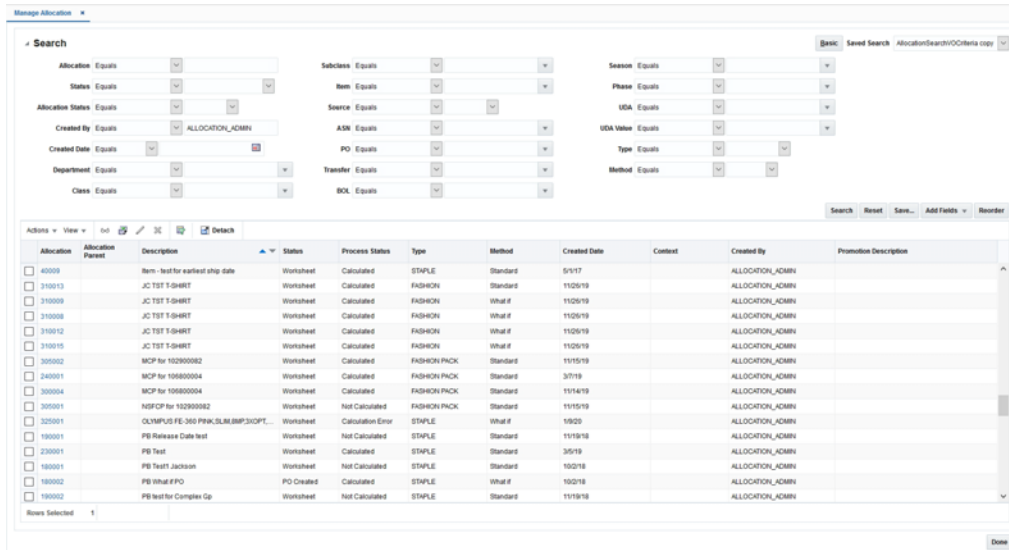 Manage Allocation ×
Search
Basic Saved Search AllocationSearchVOCriteria copy
Allocation Equals Subclass Equals Season Equals
Status Equals Item Equals Phase Equals
Allocation Status Equals Source Equals UDA Equals
Created By Equals ALLOCATION_ADMIN ASN Equals UDA Value Equals
Created Date Equals PO Equals Type Equals
Department Equals Transfer Equals Method Equals
Class Equals BOL Equals
Search Reset Save... Add Fields Reorder
Actions View Detach
Allocation Allocation Parent Description Status Process Status Type Method Created Date Context Created By Promotion Description
40009 Item - test for earliest ship date Worksheet Calculated STAPLE Standard 5/1/17 ALLOCATION_ADMIN
310013 JC TST T-SHIRT Worksheet Calculated FASHION Standard 11/26/19 ALLOCATION_ADMIN
310009 JC TST T-SHIRT Worksheet Calculated FASHION What if 11/26/19 ALLOCATION_ADMIN
310008 JC TST T-SHIRT Worksheet Calculated FASHION What if 11/26/19 ALLOCATION_ADMIN
310012 JC TST T-SHIRT Worksheet Calculated FASHION What if 11/26/19 ALLOCATION_ADMIN
310015 JC TST T-SHIRT Worksheet Calculated FASHION What if 11/26/19 ALLOCATION_ADMIN
305002 MCP for 102900082 Worksheet Calculated FASHION PACK Standard 11/15/19 ALLOCATION_ADMIN
240001 MCP for 106800004 Worksheet Calculated FASHION PACK Standard 3/7/19 ALLOCATION_ADMIN
300004 MCP for 106800004 Worksheet Calculated FASHION PACK Standard 11/14/19 ALLOCATION_ADMIN
305001 NSFCP for 102900082 Worksheet Not Calculated FASHION PACK Standard 11/15/19 ALLOCATION_ADMIN
325001 OLYMPUS FE-360 PINK,SLIM,8MP,3XOPT,... Worksheet Calculation Error STAPLE What if 1/9/20 ALLOCATION_ADMIN
190001 PB Release Date test Worksheet Not Calculated STAPLE Standard 11/19/18 ALLOCATION_ADMIN
230001 PB Test Worksheet Calculated STAPLE Standard 3/5/19 ALLOCATION_ADMIN
180001 PB Test1 Jackson Worksheet Not Calculated STAPLE Standard 10/2/18 ALLOCATION_ADMIN
180002 PB What if PO PO Created Calculated STAPLE What if 10/2/18 ALLOCATION_ADMIN
190002 PB test for Complex Gp Worksheet Not Calculated STAPLE Standard 11/19/18 ALLOCATION_ADMIN
Rows Selected 1
Done